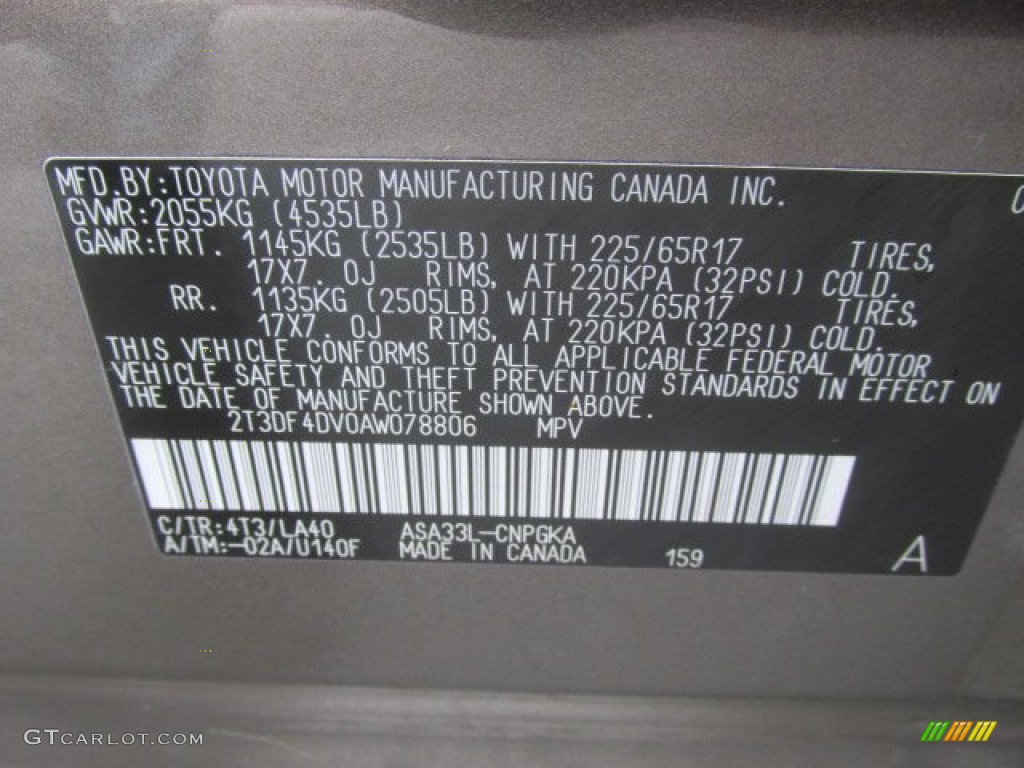 MFD.BY:TOYOTA MOTOR MANUFACTURING CANADA INC. C
GVWR:2055KG (4535LB)
GAWR:FRT. 1145KG (2535LB) WITH 225/65R17 TIRES,
17X7.0J RIMS, AT 220KPA (32PSI) COLD.
RR. 1135KG (2505LB) WITH 225/65R17 TIRES,
17X7.0J RIMS, AT 220KPA (32PSI) COLD.
THIS VEHICLE CONFORMS TO ALL APPLICABLE FEDERAL MOTOR
VEHICLE SAFETY AND THEFT PREVENTION STANDARDS IN EFFECT ON
THE DATE OF MANUFACTURE SHOWN ABOVE.
2T3DF4DV0AW078806 MPV
C/TR:4T3/LA40 ASA33L-CNPGKA
A/TM:-02A/U140F MADE IN CANADA 159 A
GTCARLOT.COM